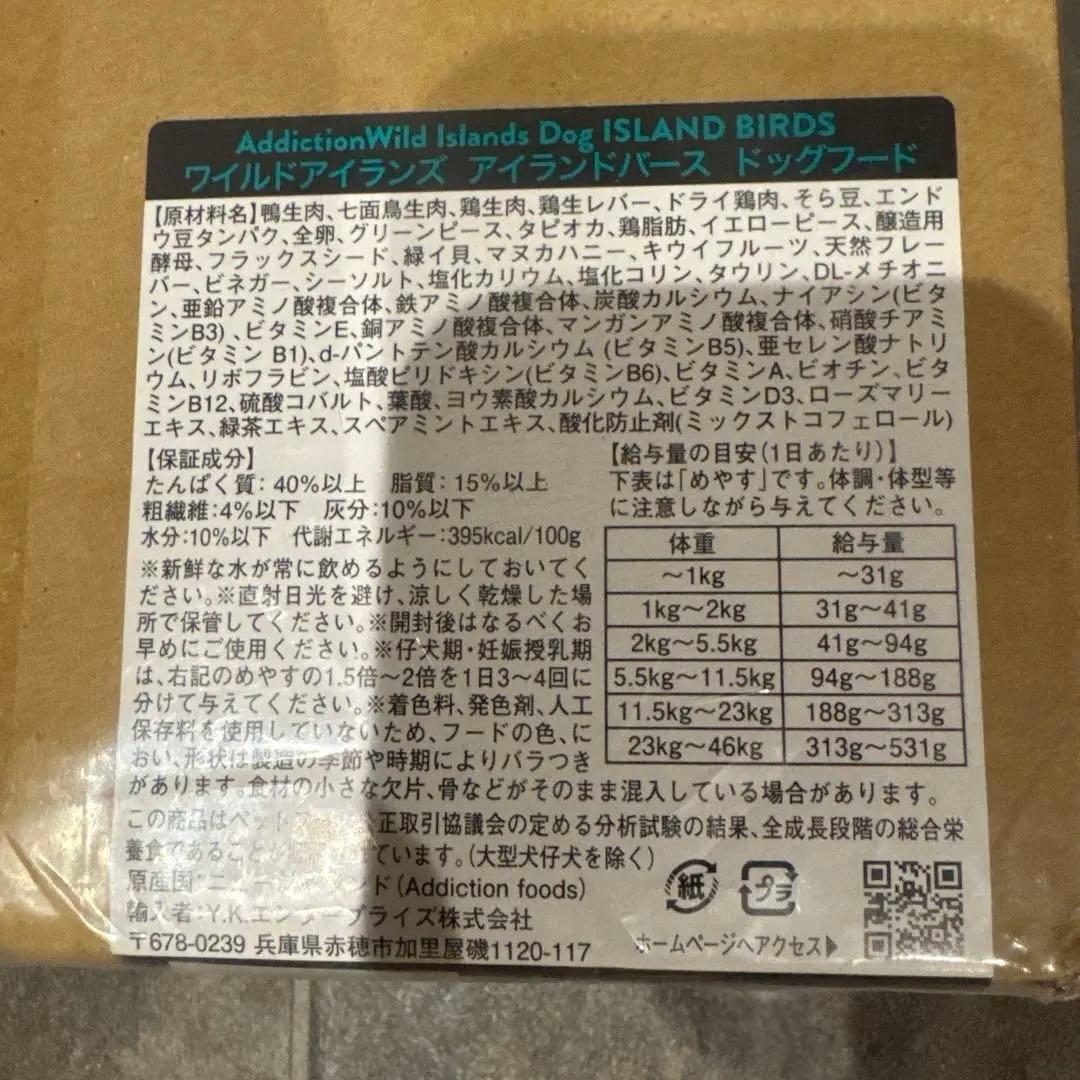 AddictionWild Islands Dog ISLAND BIRDS
ワイルドアイランズ アイランドバース ドッグフード
【原材料名】鴨生肉、七面鳥生肉、鶏生肉、鶏生レバー、ドライ鶏肉、そら豆、エンド
ウ豆タンパク、全卵、グリーンピース、タピオカ、鶏脂肪、イエローピース、醸造用
酵母、フラックスシード、緑イ貝、マヌカハニー、キウイフルーツ、天然フレー
バー、ビネガー、シーソルト、塩化カリウム、塩化コリン、タウリン、DL-メチオニ
ン、亜鉛アミノ酸複合体、鉄アミノ酸複合体、炭酸カルシウム、ナイアシン(ビタ
ミンB3)、ビタミンE、銅アミノ酸複合体、マンガンアミノ酸複合体、硝酸チアミ
ン(ビタミン B1)、d-パントテン酸カルシウム (ビタミンB5)、亜セレン酸ナトリ
ウム、リボフラビン、塩酸ピリドキシン(ビタミンB6)、ビタミンA、ビオチン、ビタ
ミンB12、硫酸コバルト、葉酸、ヨウ素酸カルシウム、ビタミンD3、ローズマリー
エキス、緑茶エキス、スペアミントエキス、酸化防止剤(ミックストコフェロール)
【保証成分】
たんぱく質：40%以上 脂質：15%以上
粗繊維：4%以下 灰分：10%以下
水分：10%以下 代謝エネルギー：395kcal/100g
※新鮮な水が常に飲めるようにしておいてく
ださい。※直射日光を避け、涼しく乾燥した場
所で保管してください。※開封後はなるべくお
早めにご使用ください。※仔犬期・妊娠授乳期
は、右記のめやすの1.5倍〜2倍を1日3〜4回に
分けて与えてください。※着色料、発色剤、人工
保存料を使用していないため、フードの色、に
おい、形状は製造の季節や時期によりバラつき
があります。食材の小さな欠片、骨などがそのまま混入している場合があります。
【給与量の目安(1日あたり)】
下表は「めやす」です。体調・体型等
に注意しながら与えてください。
体重 給与量
〜1kg 〜31g
1kg〜2kg 31g〜41g
2kg〜5.5kg 41g〜94g
5.5kg〜11.5kg 94g〜188g
11.5kg〜23kg 188g〜313g
23kg〜46kg 313g〜531g
この商品はペットフ 正取引協議会の定める分析試験の結果、全成長段階の総合栄
養食であること ています。(大型犬仔犬を除く)
原産国：ニュージーランド(Addiction foods)
輸入者：Y.K.エンタープライズ株式会社
〒678-0239 兵庫県赤穂市加里屋磯1120-117
紙
プラ
ホームページへアクセス▶